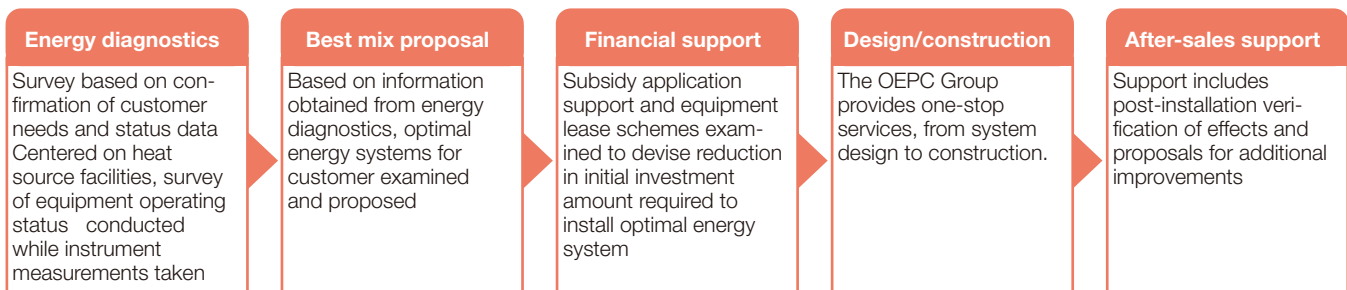 Energy diagnostics
Survey based on con-
firmation of customer
needs and status data
Centered on heat
source facilities, survey
of equipment operating
status conducted
while instrument
measurements taken
Best mix proposal
Based on information
obtained from energy
diagnostics, optimal
energy systems for
customer examined
and proposed
Financial support
Subsidy application
support and equipment
lease schemes exam-
ined to devise reduction
in initial investment
amount required to
install optimal energy
system
Design/construction
The OEPC Group
provides one-stop
services, from system
design to construction.
After-sales support
Support includes
post-installation veri-
fication of effects and
proposals for additional
improvements